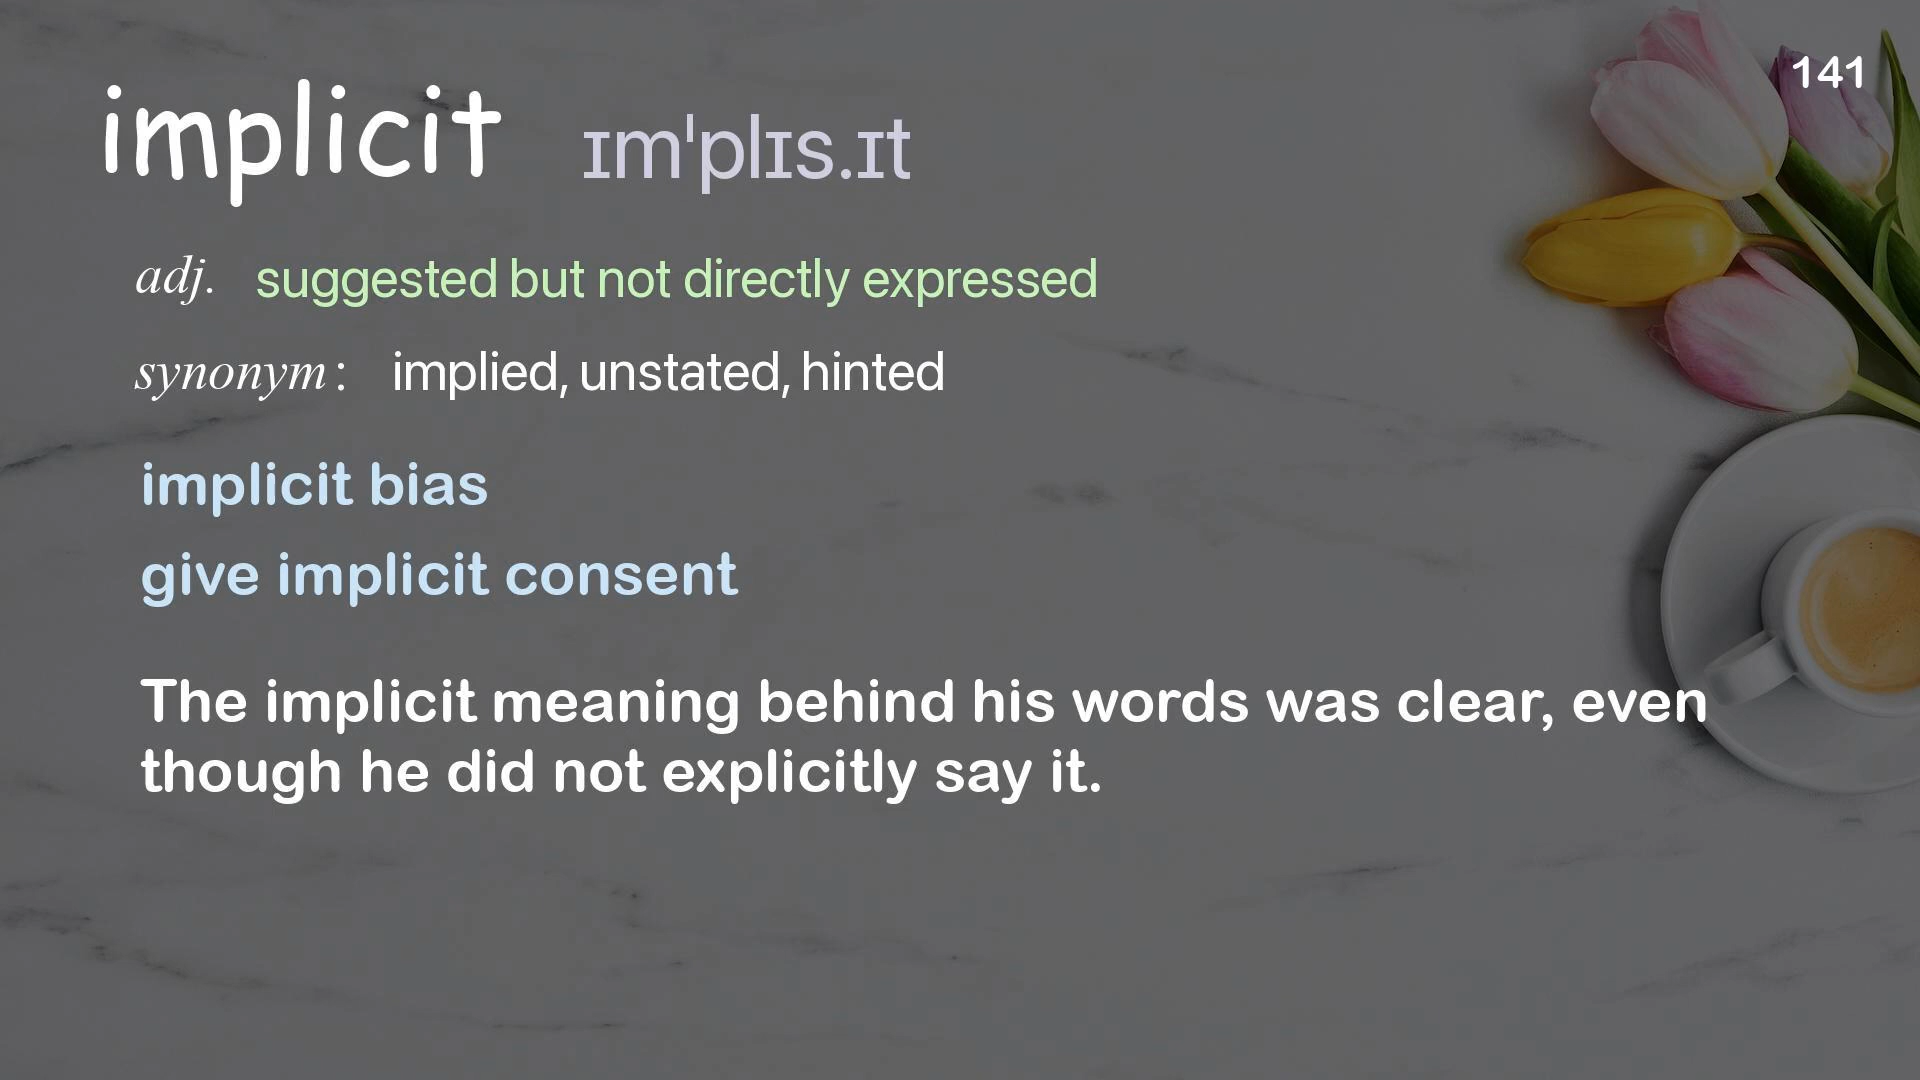 141
implicit ɪmˈplɪs.ɪt
adj. suggested but not directly expressed
synonym : implied, unstated, hinted
implicit bias
give implicit consent
The implicit meaning behind his words was clear, even
though he did not explicitly say it.